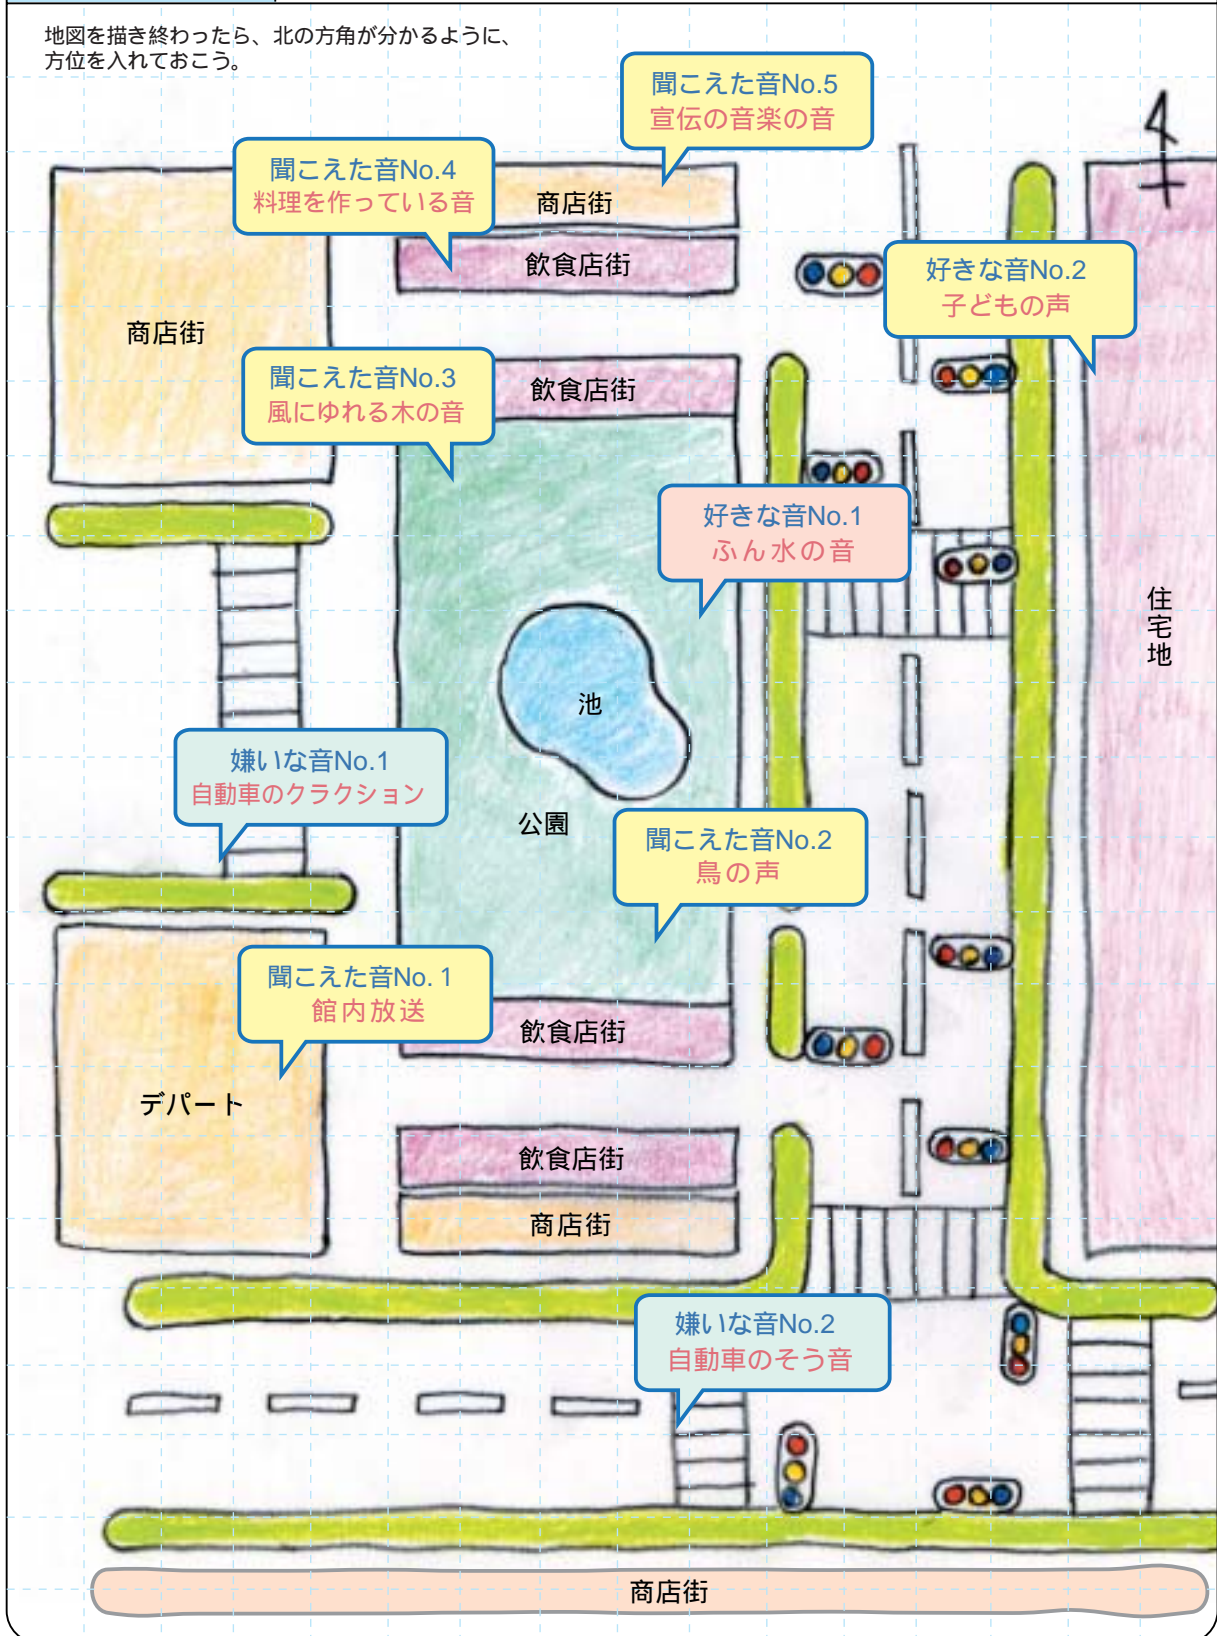 地図を描き終わったら、北の方角が分かるように、
方位を入れておこう。
聞こえた音No.5
宣伝の音楽の音
聞こえた音No.4
料理を作っている音
商店街
飲食店街
好きな音No.2
子どもの声
商店街
聞こえた音No.3
風にゆれる木の音
飲食店街
好きな音No.1
ふん水の音
住宅地
池
嫌いな音No.1
自動車のクラクション
公園
聞こえた音No.2
鳥の声
聞こえた音No. 1
館内放送
飲食店街
デパート
飲食店街
商店街
嫌いな音No.2
自動車のそう音
商店街